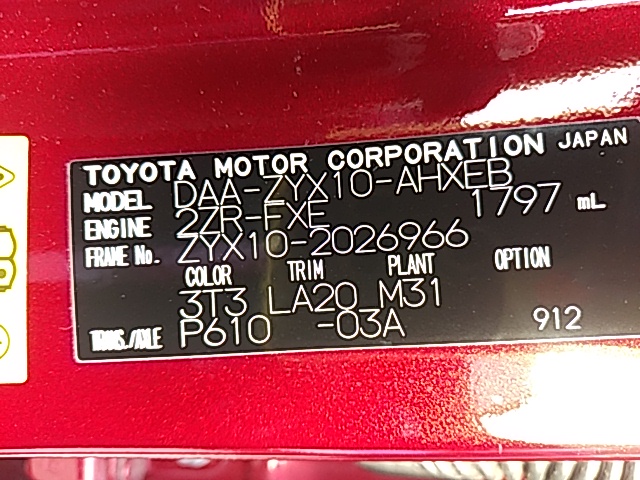 TOYOTA MOTOR CORPORATION JAPAN
MODEL DAA-ZYX10-AHXEB
ENGINE 2ZR-FXE 1797 mL
FRAME No. ZYX10-2026966
COLOR TRIM PLANT OPTION
3T3 LA20 M31
TRANS./AXLE P610 -03A 912